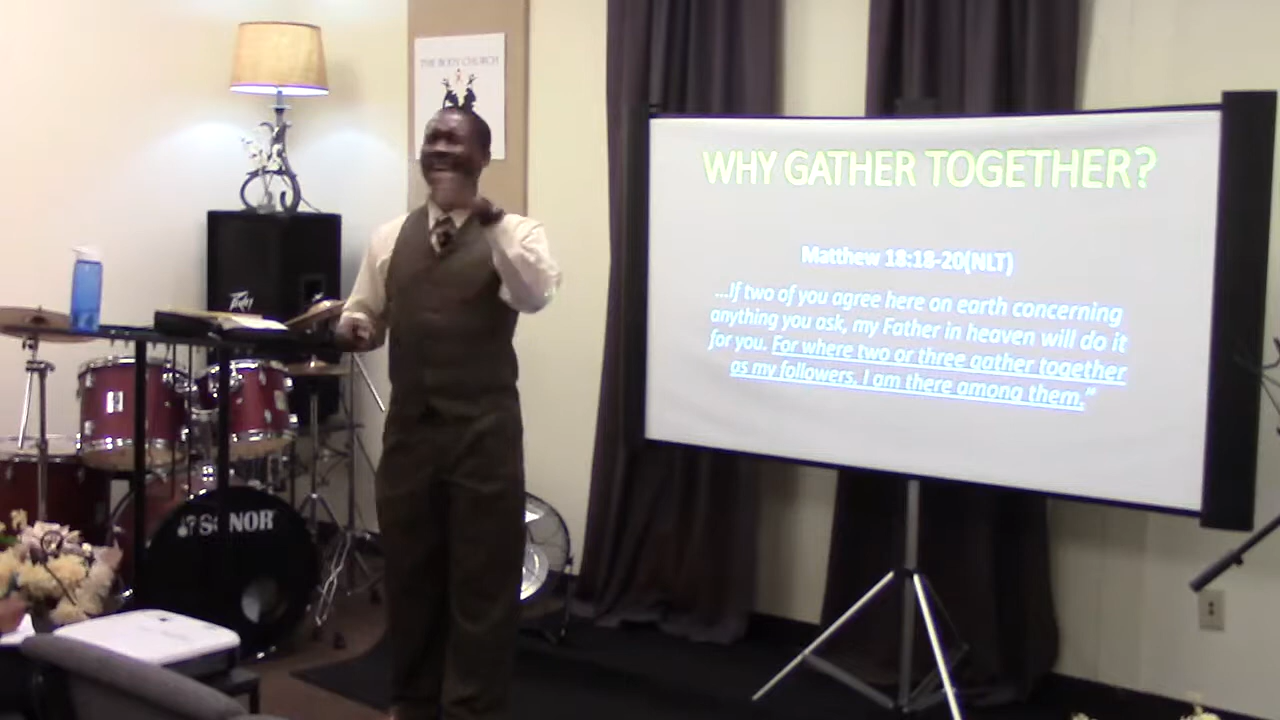 THE BODY CHURCH
WHY GATHER TOGETHER?
Matthew 18:18-20(NLT)
...If two of you agree here on earth concerning
anything you ask, my Father in heaven will do it
for you. For where two or three gather together
as my followers, I am there among them."
Peavey
SONOR